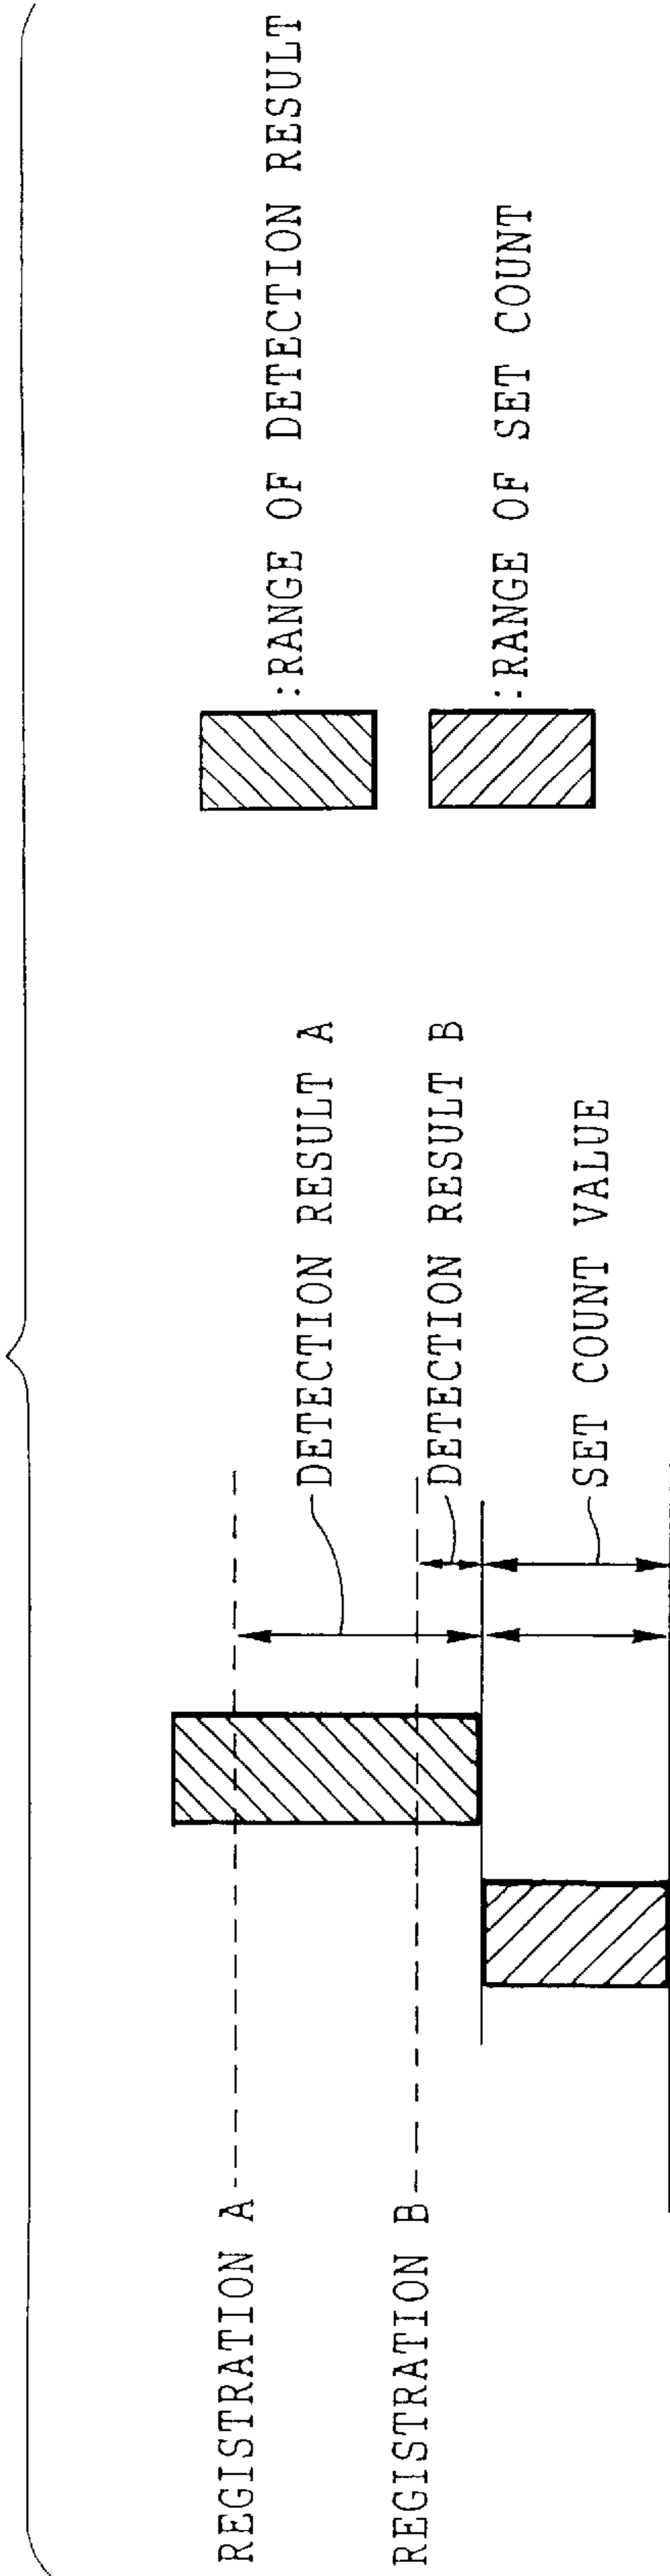 REGISTRATION A
REGISTRATION B
DETECTION RESULT A
DETECTION RESULT B
SET COUNT VALUE
:RANGE OF DETECTION RESULT
:RANGE OF SET COUNT